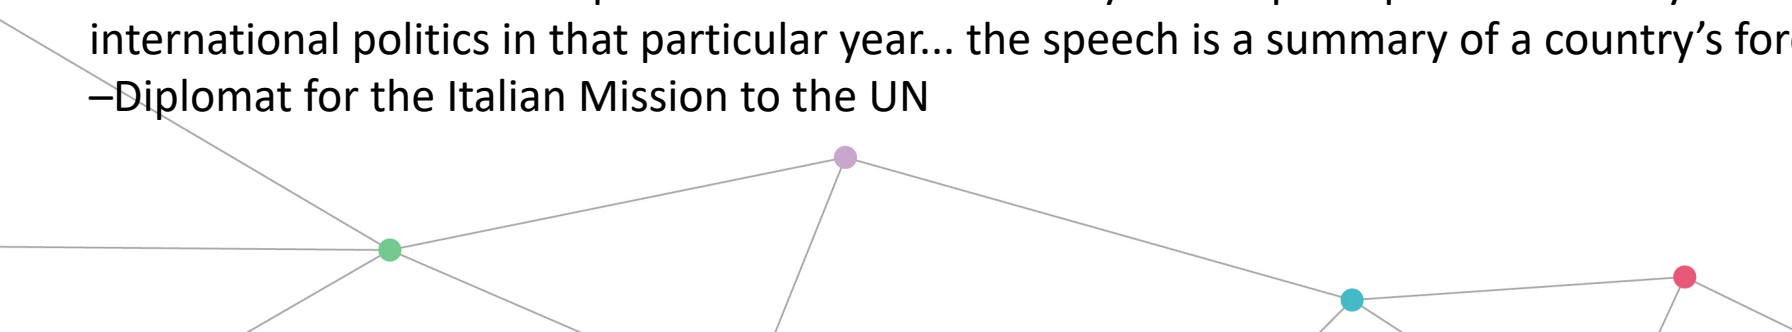 international politics in that particular year... the speech is a summary of a country’s
–Diplomat for the Italian Mission to the UN